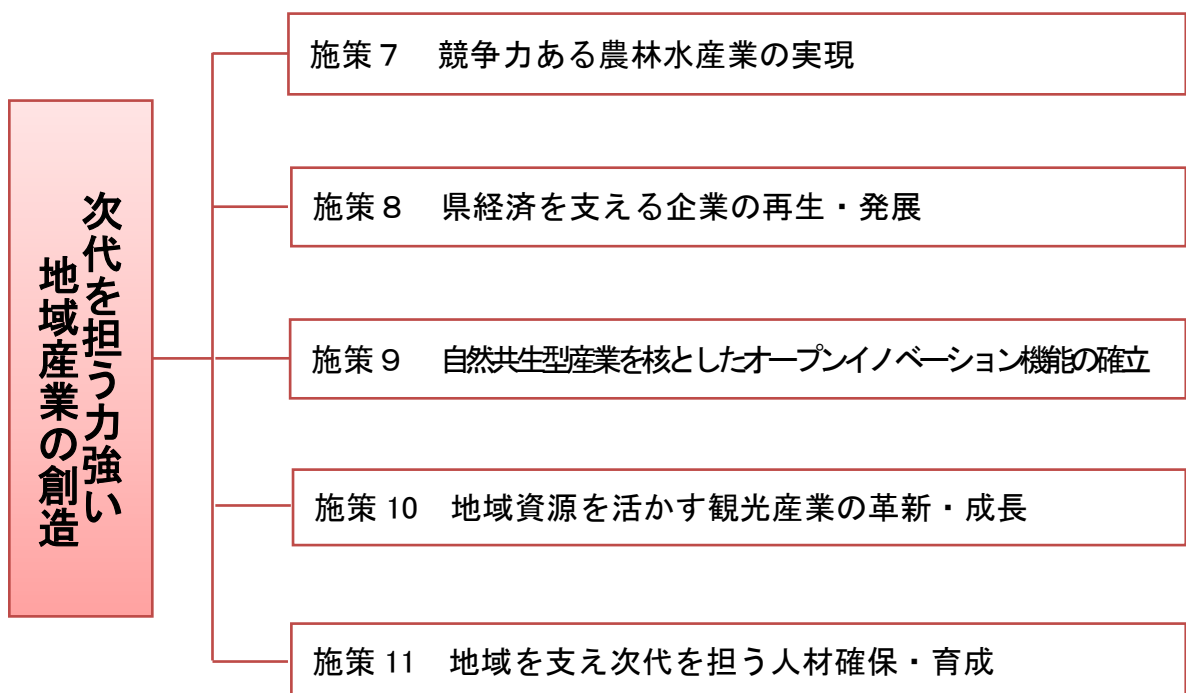 次代を担う力強い
地域産業の創造
施策７　競争力ある農林水産業の実現
施策８　県経済を支える企業の再生・発展
施策９　自然共生型産業を核としたオープンイノベーション機能の確立
施策 10　地域資源を活かす観光産業の革新・成長
施策 11　地域を支え次代を担う人材確保・育成